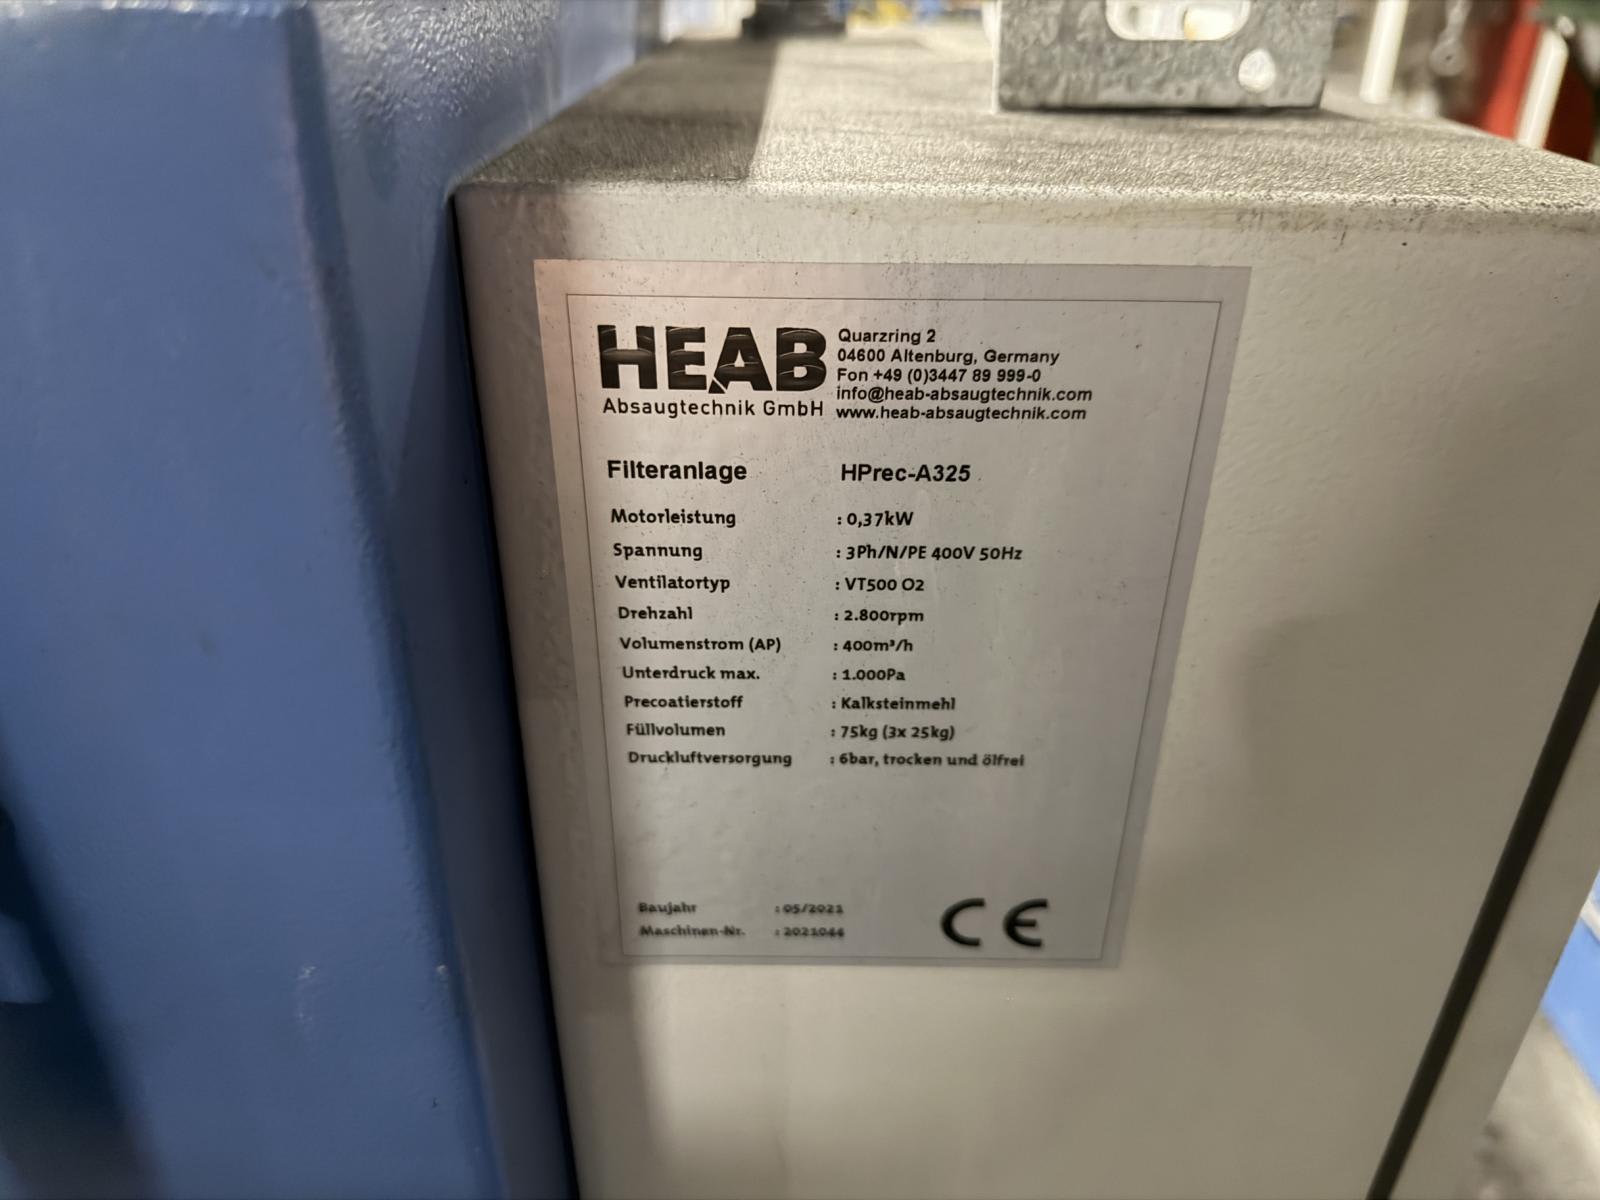 HEAB
Absaugtechnik GmbH
Quarzring 2
04600 Altenburg, Germany
Fon +49 (0)3447 89 999-0
info@heab-absaugtechnik.com
www.heab-absaugtechnik.com
Filteranlage HPrec-A325
Motorleistung : 0,37kW
Spannung : 3Ph/N/PE 400V 50Hz
Ventilatortyp : VT500 O2
Drehzahl : 2.800rpm
Volumenstrom (AP) : 400m³/h
Unterdruck max. : 1.000Pa
Precoatierstoff : Kalksteinmehl
Füllvolumen : 75kg (3x 25kg)
Druckluftversorgung : 6bar, trocken und ölfrei
Baujahr : 05/2021
Maschinen-Nr. : 2021044
CE